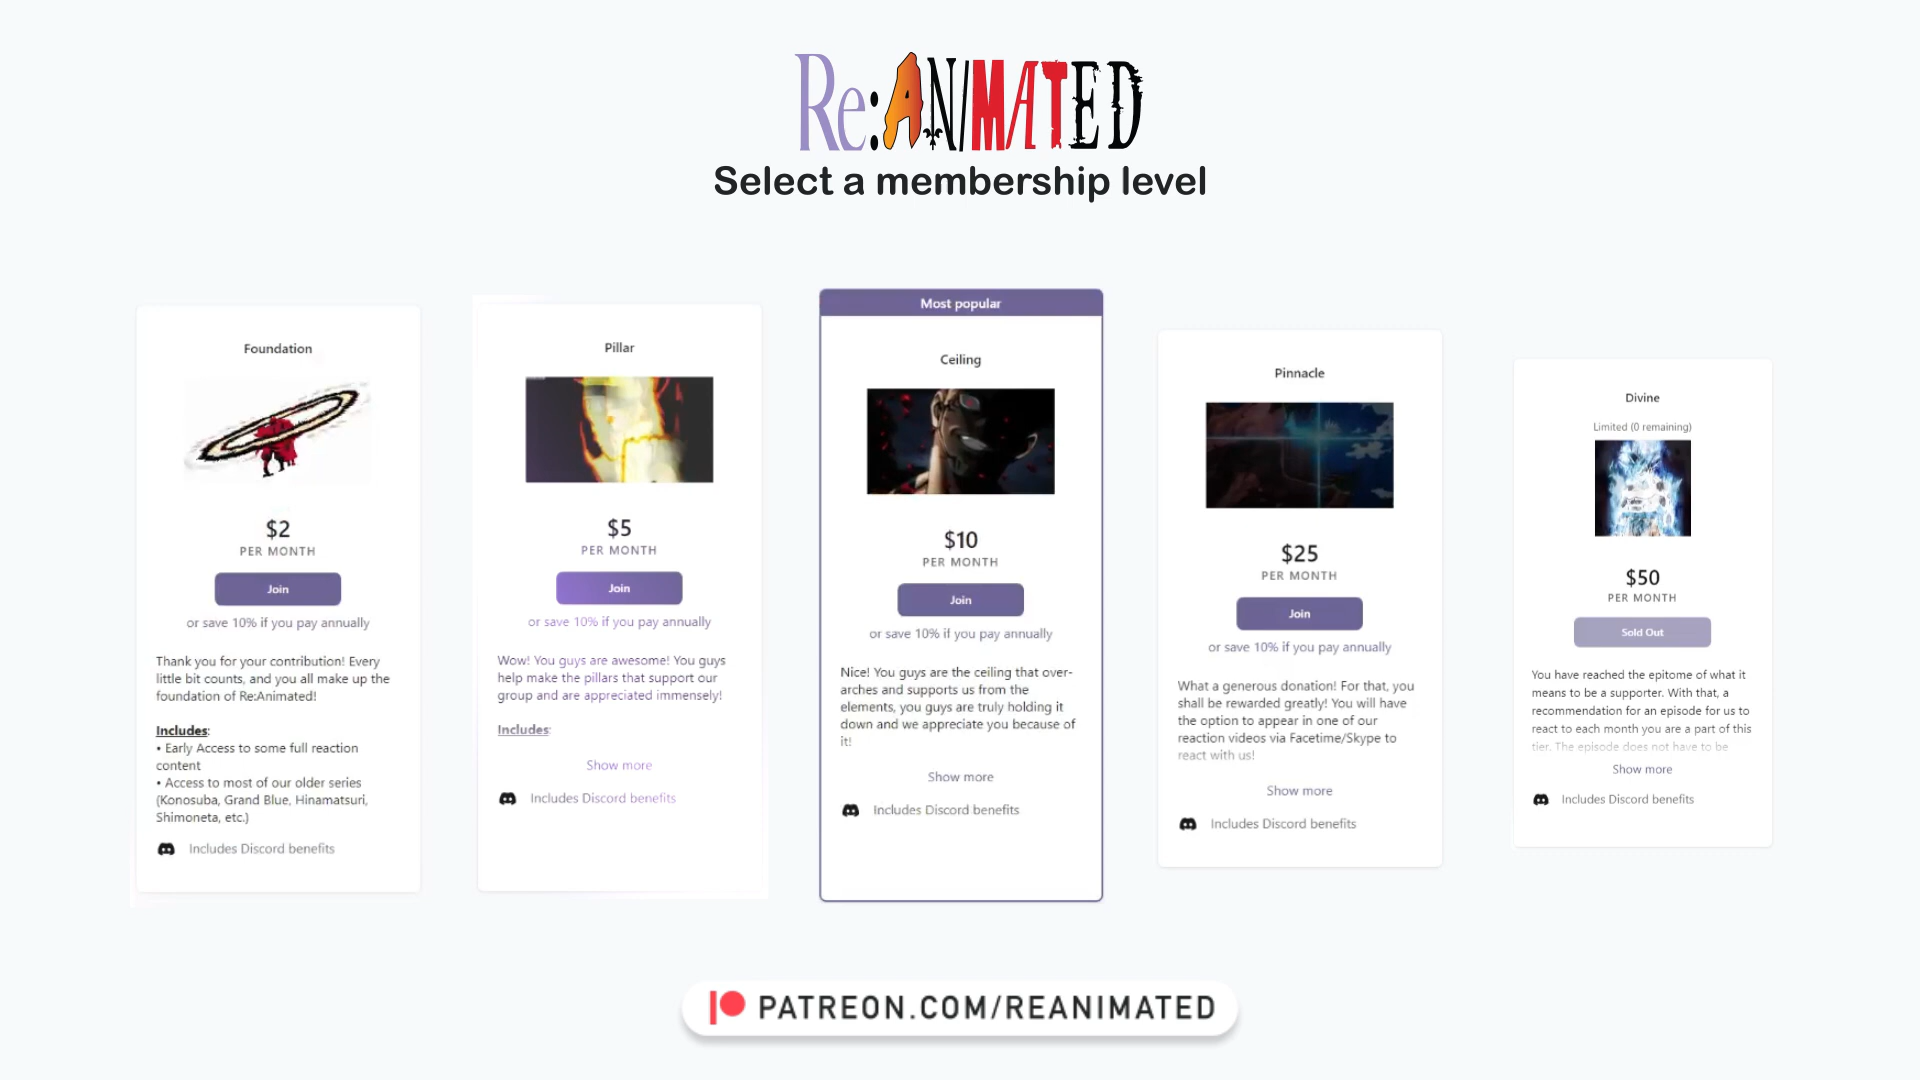 Re:ANIMATED
Select a membership level
Foundation
$2
PER MONTH
Join
or save 10% if you pay annually
Thank you for your contribution! Every
little bit counts, and you all make up the
foundation of Re:Animated!
Includes:
• Early Access to some full reaction
content
• Access to most of our older series
(Konosuba, Grand Blue, Hinamatsuri,
Shimoneta, etc.)
Includes Discord benefits
Pillar
$5
PER MONTH
Join
or save 10% if you pay annually
Wow! You guys are awesome! You guys
help make the pillars that support our
group and are appreciated immensely!
Includes:
Show more
Includes Discord benefits
Most popular
Ceiling
$10
PER MONTH
Join
or save 10% if you pay annually
Nice! You guys are the ceiling that over-
arches and supports us from the
elements, you guys are truly holding it
down and we appreciate you because of
it!
Show more
Includes Discord benefits
Pinnacle
$25
PER MONTH
Join
or save 10% if you pay annually
What a generous donation! For that, you
shall be rewarded greatly! You will have
the option to appear in one of our
reaction videos via Facetime/Skype to
react with us!
Show more
Includes Discord benefits
Divine
Limited (0 remaining)
$50
PER MONTH
Sold Out
You have reached the epitome of what it
means to be a supporter. With that, a
recommendation for an episode for us to
react to each month you are a part of this
tier. The episode does not have to be
Show more
Includes Discord benefits
PATREON.COM/REANIMATED